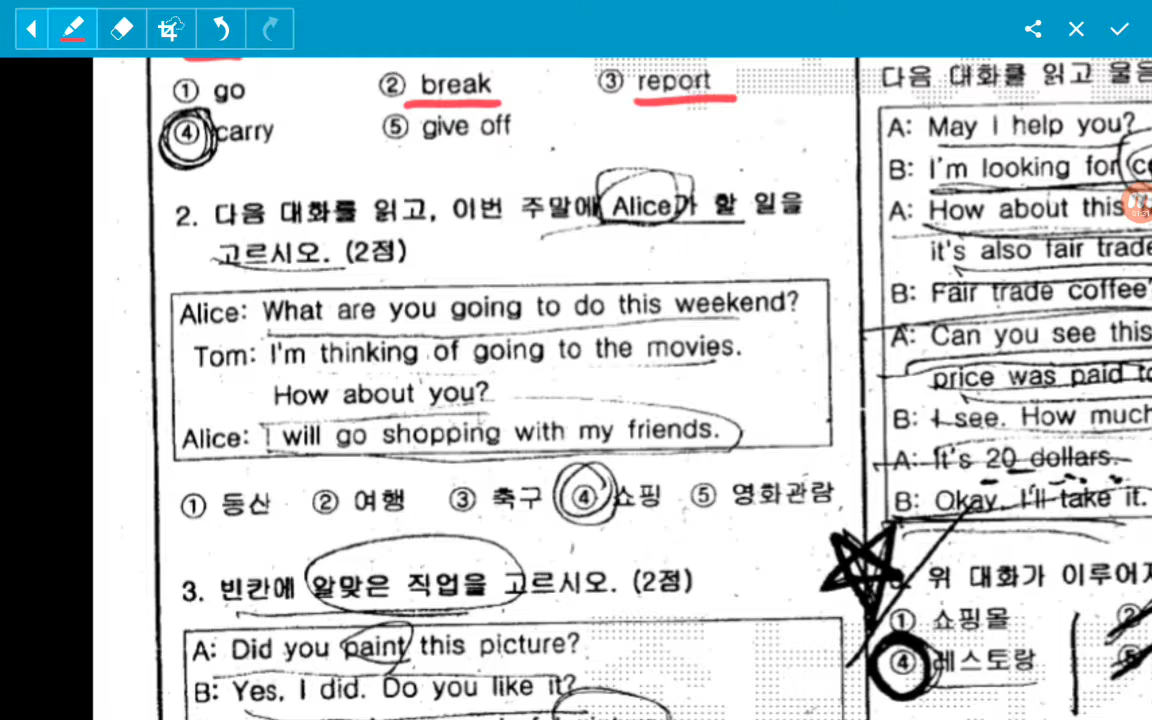 ① go ② break ③ report
④ carry ⑤ give off
2. 다음 대화를 읽고, 이번 주말에 Alice가 할 일을
고르시오. (2점)
Alice: What are you going to do this weekend?
Tom: I'm thinking of going to the movies.
How about you?
Alice: I will go shopping with my friends.
① 등산 ② 여행 ③ 축구 ④ 쇼핑 ⑤ 영화관람
3. 빈칸에 알맞은 직업을 고르시오. (2점)
A: Did you paint this picture?
B: Yes, I did. Do you like it?
다음 대화를 읽고 물음
A: May I help you?
B: I'm looking for
A: How about this
it's also fair trade
B: Fair trade coffee
A: Can you see this
price was paid to
B: I see. How much
A: It's 20 dollars.
B: Okay, I'll take it.
위 대화가 이루어지
① 쇼핑몰
④ 레스토랑